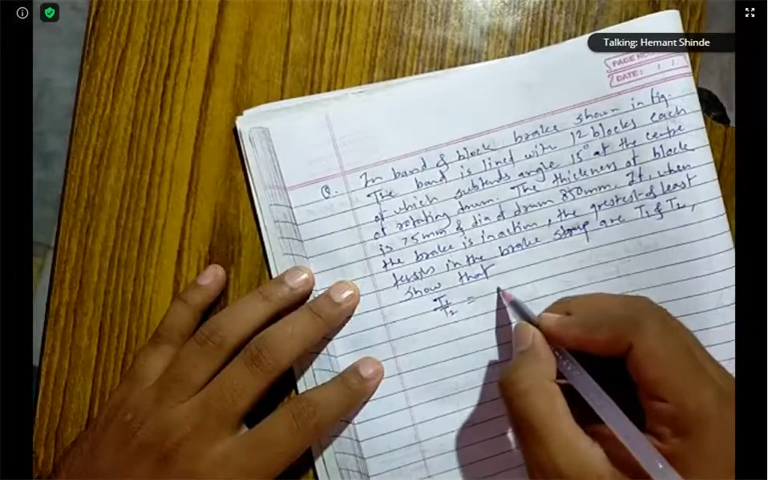 Talking: Hemant Shinde
PAGE NO
DATE: / /
Q. In band & block brake shown in fig.
The band is lined with 12 blocks each
of which subtends angle 15° at the centre
of rotating drum. The thickness of block
is 75mm & dia of drum 850mm. If, when
the brake is inaction, the greatest & least
tension in the brake strap are T1 & T2,
show that
T1/T2 =